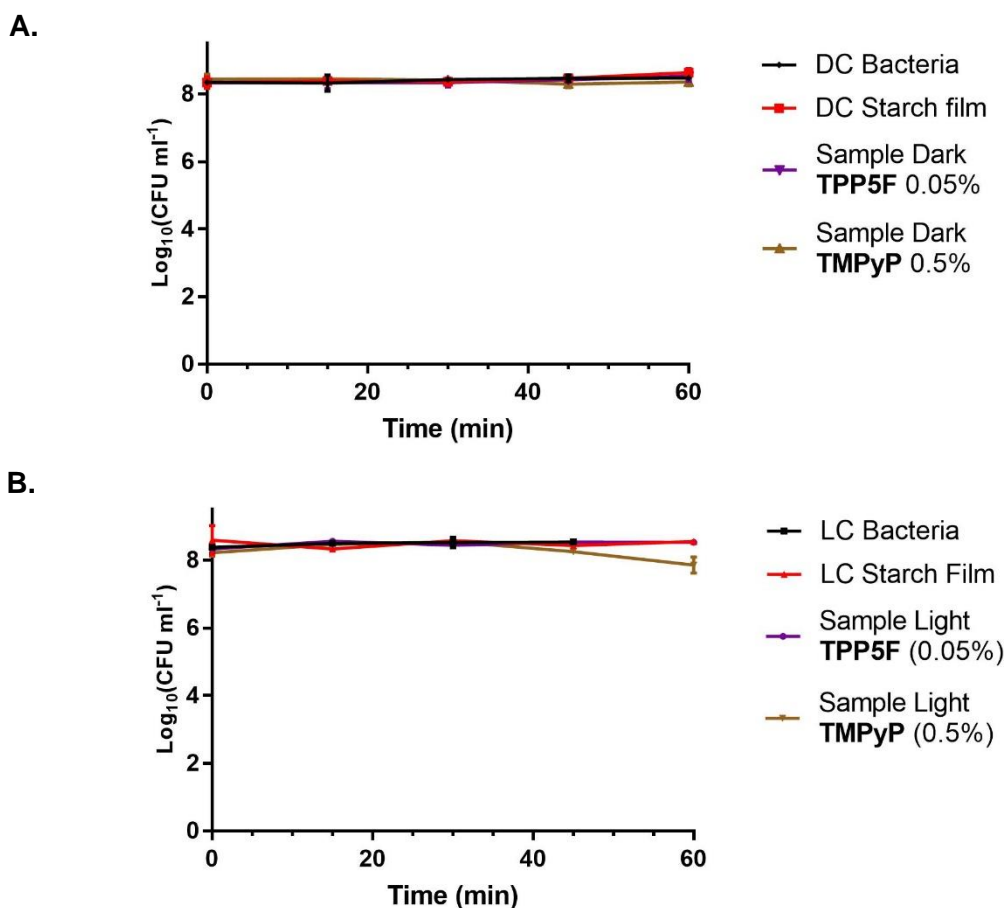 A.
Log10(CFU ml-1)
8
6
4
2
0
0 20 40 60
Time (min)
DC Bacteria
DC Starch film
Sample Dark
TPP5F 0.05%
Sample Dark
TMPyP 0.5%
B.
Log10(CFU ml-1)
8
6
4
2
0
0 20 40 60
Time (min)
LC Bacteria
LC Starch Film
Sample Light
TPP5F (0.05%)
Sample Light
TMPyP (0.5%)